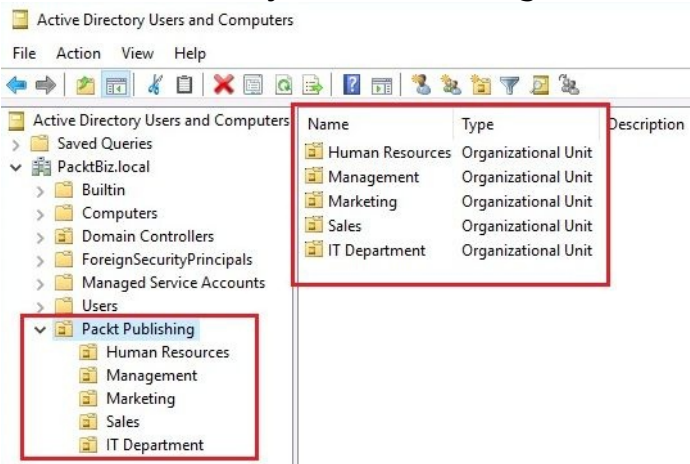 Active Directory Users and Computers
File Action View Help
Active Directory Users and Computers
Saved Queries
PacktBiz.local
Builtin
Computers
Domain Controllers
ForeignSecurityPrincipals
Managed Service Accounts
Users
Packt Publishing
Human Resources
Management
Marketing
Sales
IT Department
Name Type Description
Human Resources Organizational Unit
Management Organizational Unit
Marketing Organizational Unit
Sales Organizational Unit
IT Department Organizational Unit